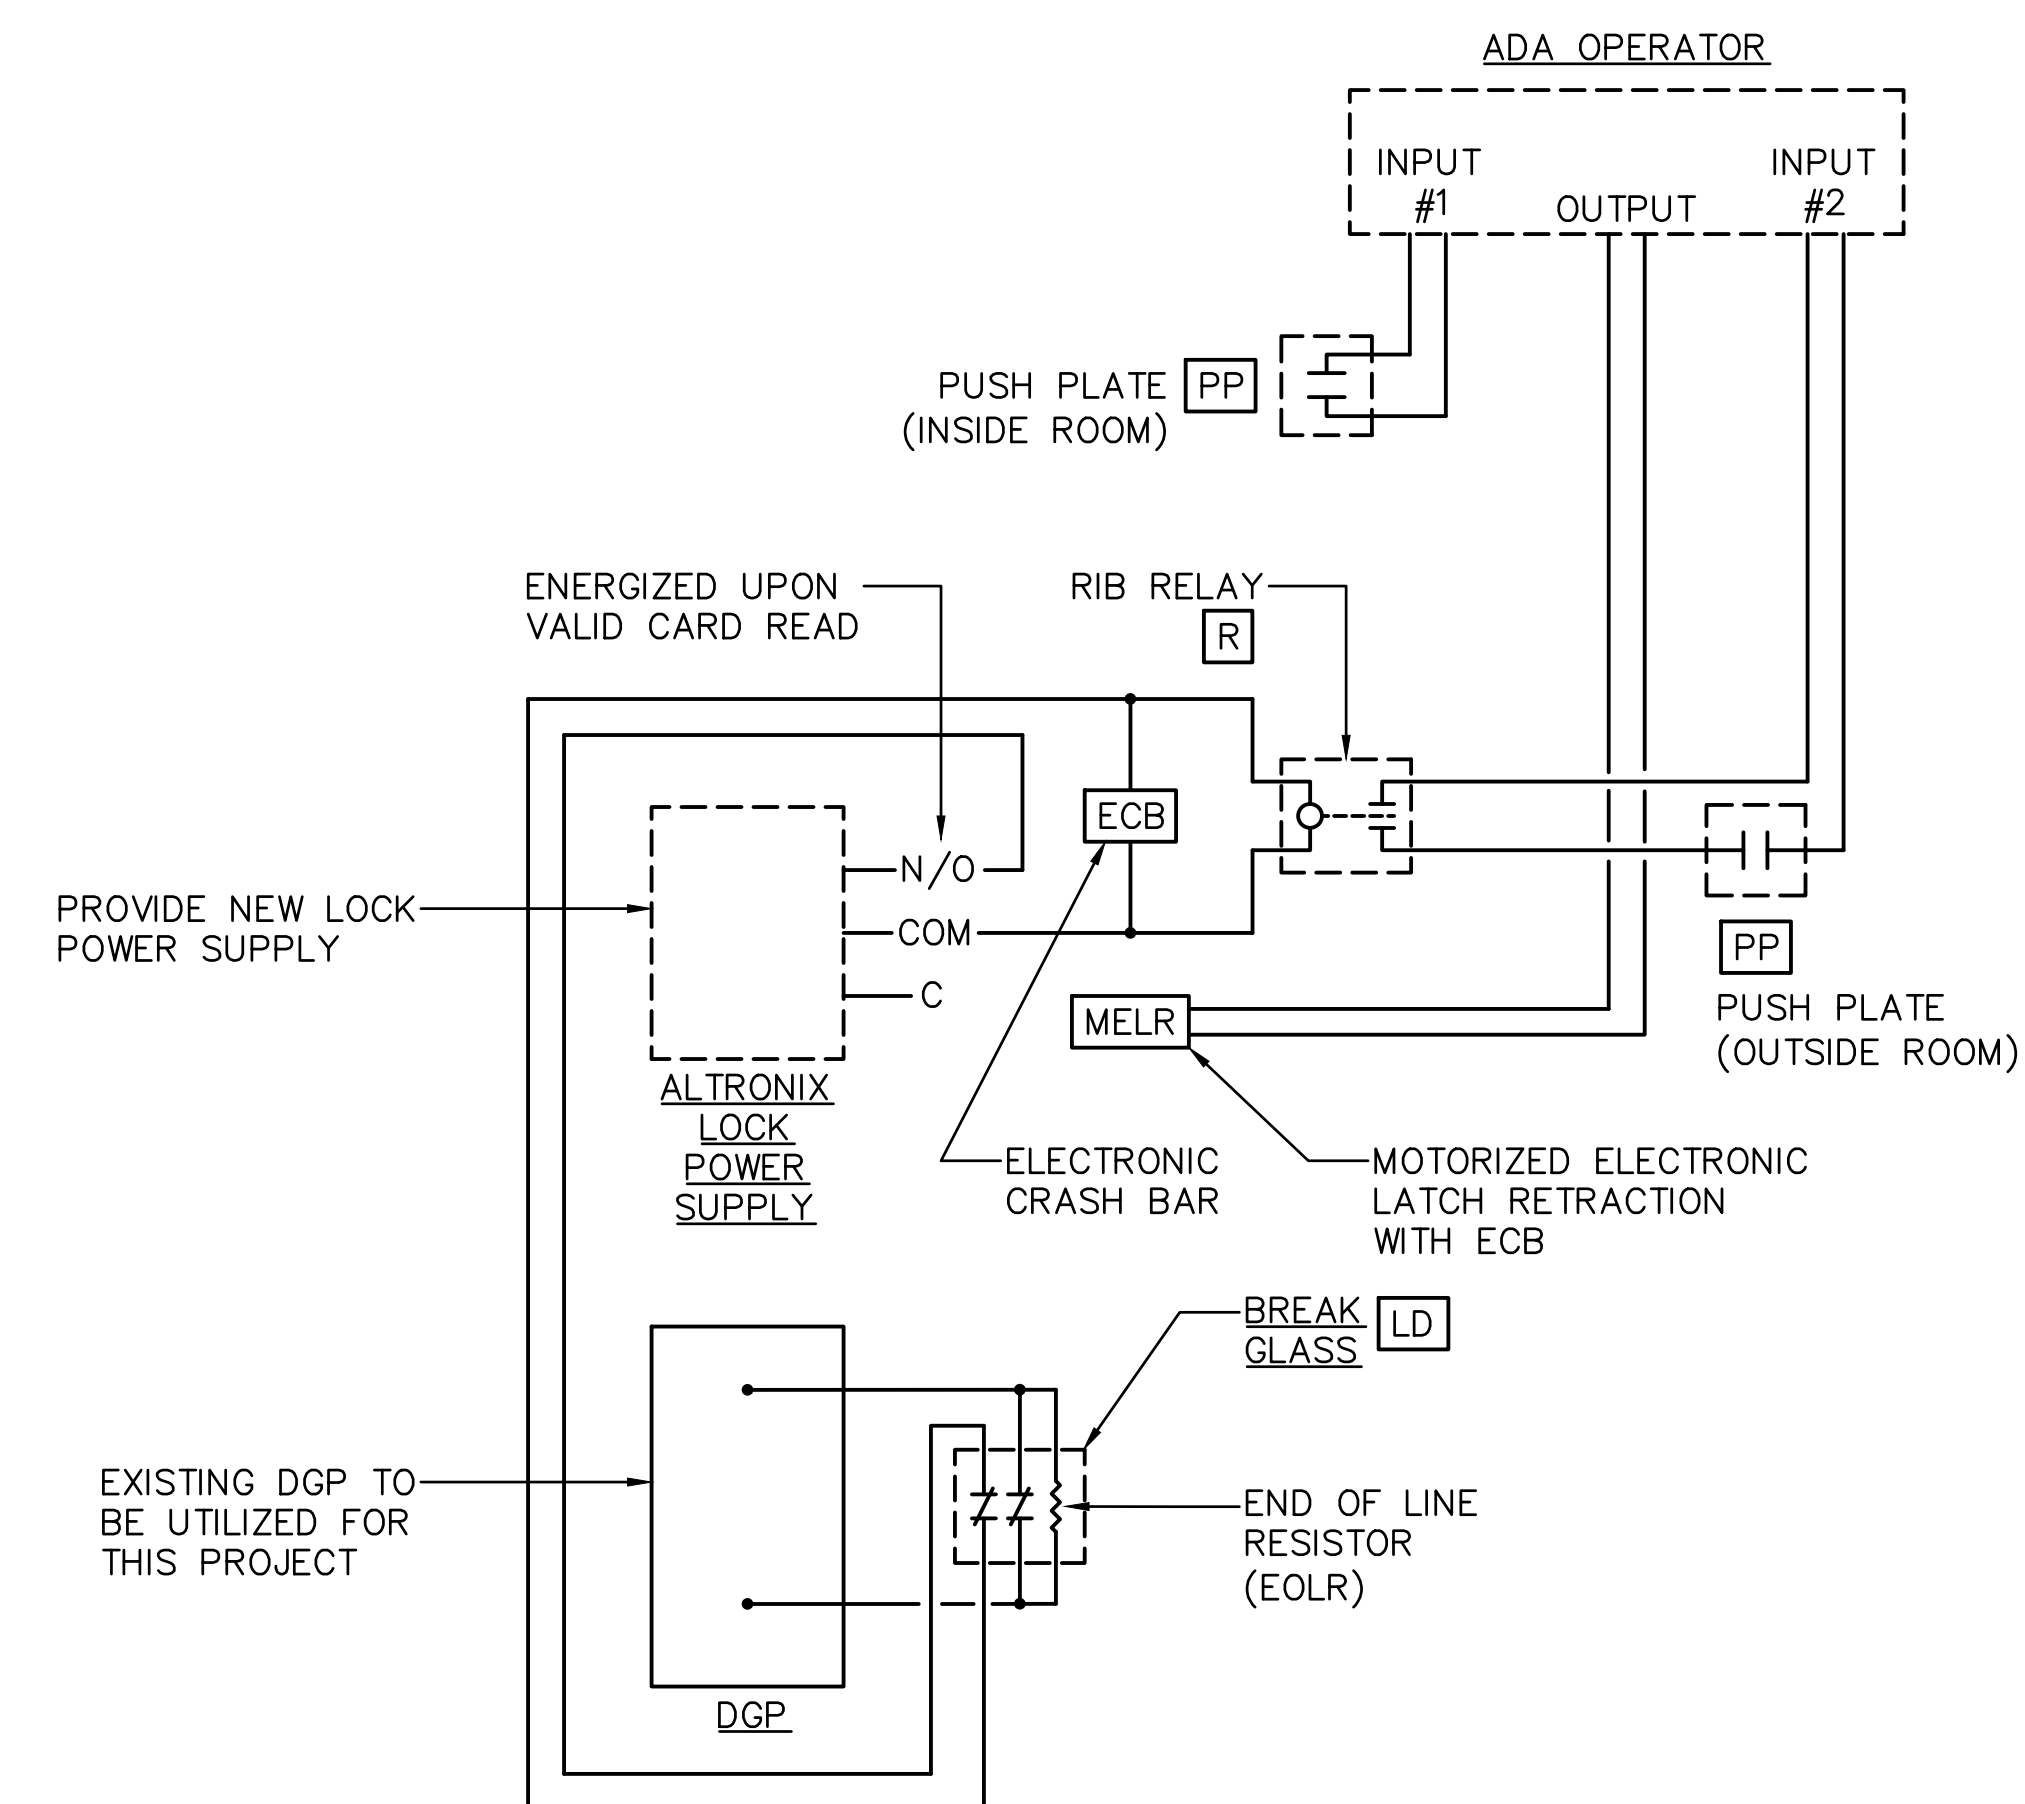 ADA OPERATOR
INPUT
#1
OUTPUT
INPUT
#2
PUSH PLATE
(INSIDE ROOM)
PP
ENERGIZED UPON
VALID CARD READ
RIB RELAY
R
ECB
N/O
COM
C
PROVIDE NEW LOCK
POWER SUPPLY
PP
PUSH PLATE
(OUTSIDE ROOM)
MELR
ALTRONIX
LOCK
POWER
SUPPLY
ELECTRONIC
CRASH BAR
MOTORIZED ELECTRONIC
LATCH RETRACTION
WITH ECB
BREAK
GLASS
LD
EXISTING DGP TO
BE UTILIZED FOR
THIS PROJECT
END OF LINE
RESISTOR
(EOLR)
DGP